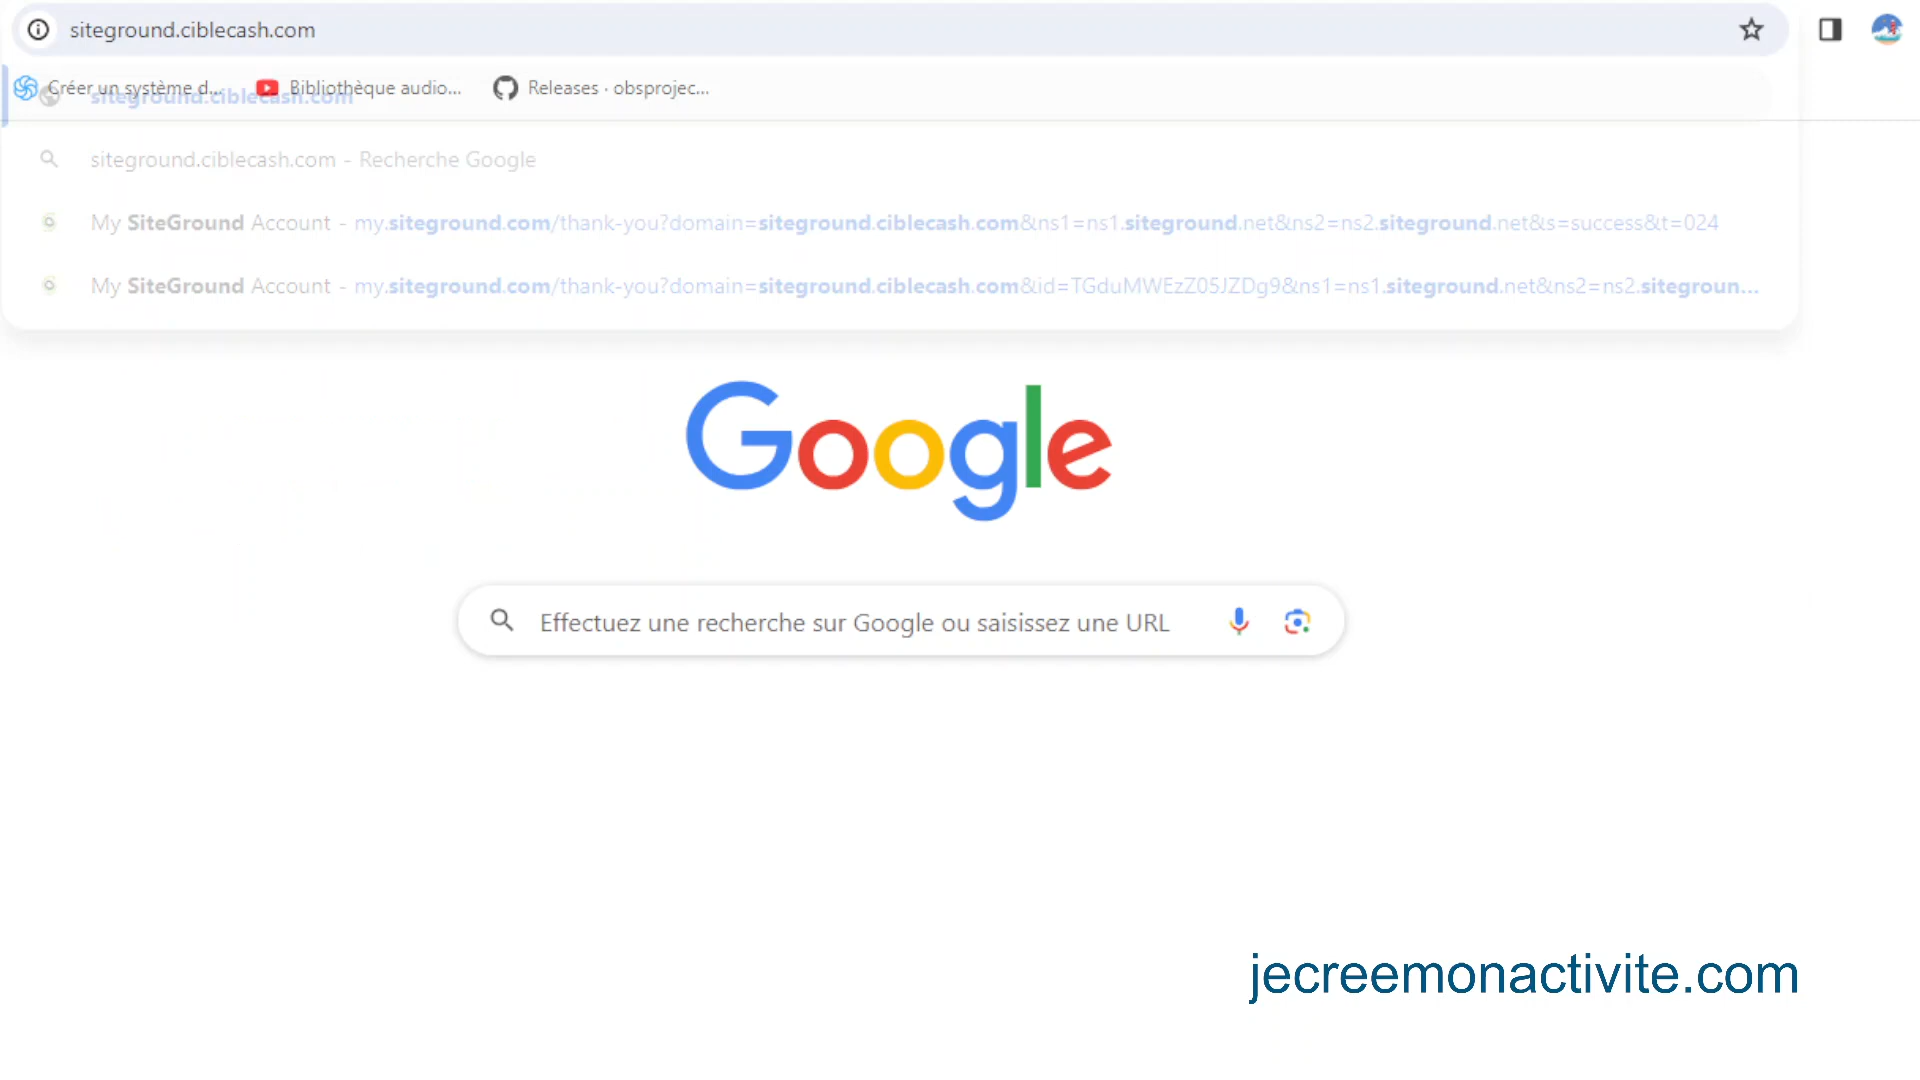 siteground.ciblecash.com
Créer un système d...
Bibliothèque audio...
Releases · obsprojec...
siteground.ciblecash.com
siteground.ciblecash.com - Recherche Google
My SiteGround Account - my.siteground.com/thank-you?domain=siteground.ciblecash.com&ns1=ns1.siteground.net&ns2=ns2.siteground.net&s=success&t=024
My SiteGround Account - my.siteground.com/thank-you?domain=siteground.ciblecash.com&id=TGduMWEzZ05JZDg9&ns1=ns1.siteground.net&ns2=ns2.sitegroun...
Google
Effectuez une recherche sur Google ou saisissez une URL
jecreemonactivite.com